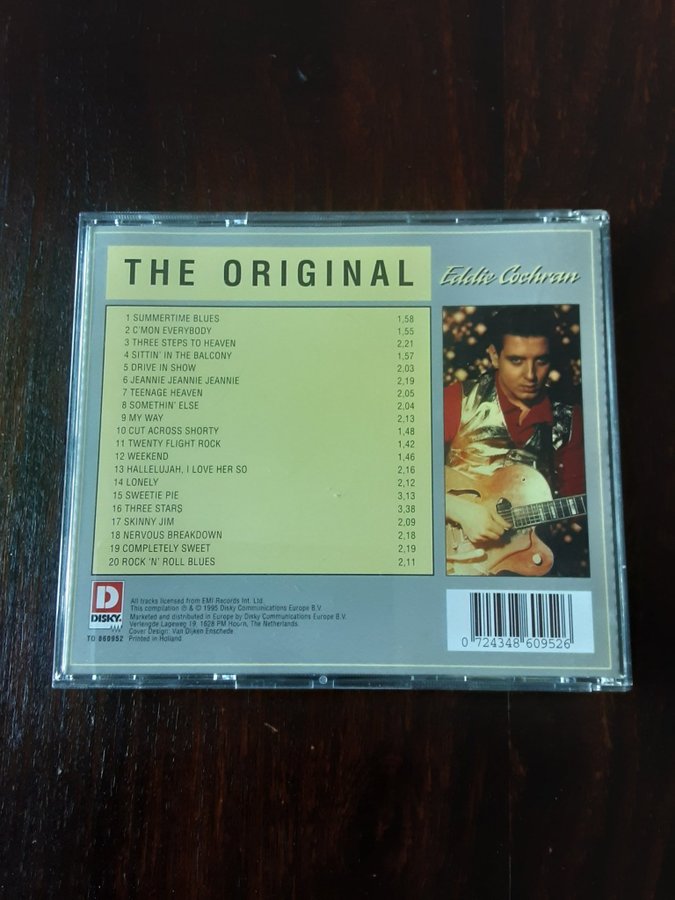 THE ORIGINAL
Eddie Cochran
1 SUMMERTIME BLUES 1,58
2 C'MON EVERYBODY 1,55
3 THREE STEPS TO HEAVEN 2,21
4 SITTIN' IN THE BALCONY 1,57
5 DRIVE IN SHOW 2,03
6 JEANNIE JEANNIE JEANNIE 2,19
7 TEENAGE HEAVEN 2,05
8 SOMETHIN' ELSE 2,04
9 MY WAY 2,13
10 CUT ACROSS SHORTY 1,48
11 TWENTY FLIGHT ROCK 1,42
12 WEEKEND 1,46
13 HALLELUJAH, I LOVE HER SO 2,16
14 LONELY 2,12
15 SWEETIE PIE 3,13
16 THREE STARS 3,38
17 SKINNY JIM 2,09
18 NERVOUS BREAKDOWN 2,18
19 COMPLETELY SWEET 2,19
20 ROCK 'N' ROLL BLUES 2,11
D
DISKY
TO 860952
All tracks licensed from EMI Records Int. Ltd.
This compilation ℗ & © 1995 Disky Communications Europe B.V.
Marketed and distributed in Europe by Disky Communications Europe B.V.
Verlengde Lageweg 19, 1628 PM Hoorn, The Netherlands.
Cover Design: Van Dijken Enschede
Printed in Holland
0 724348 609526